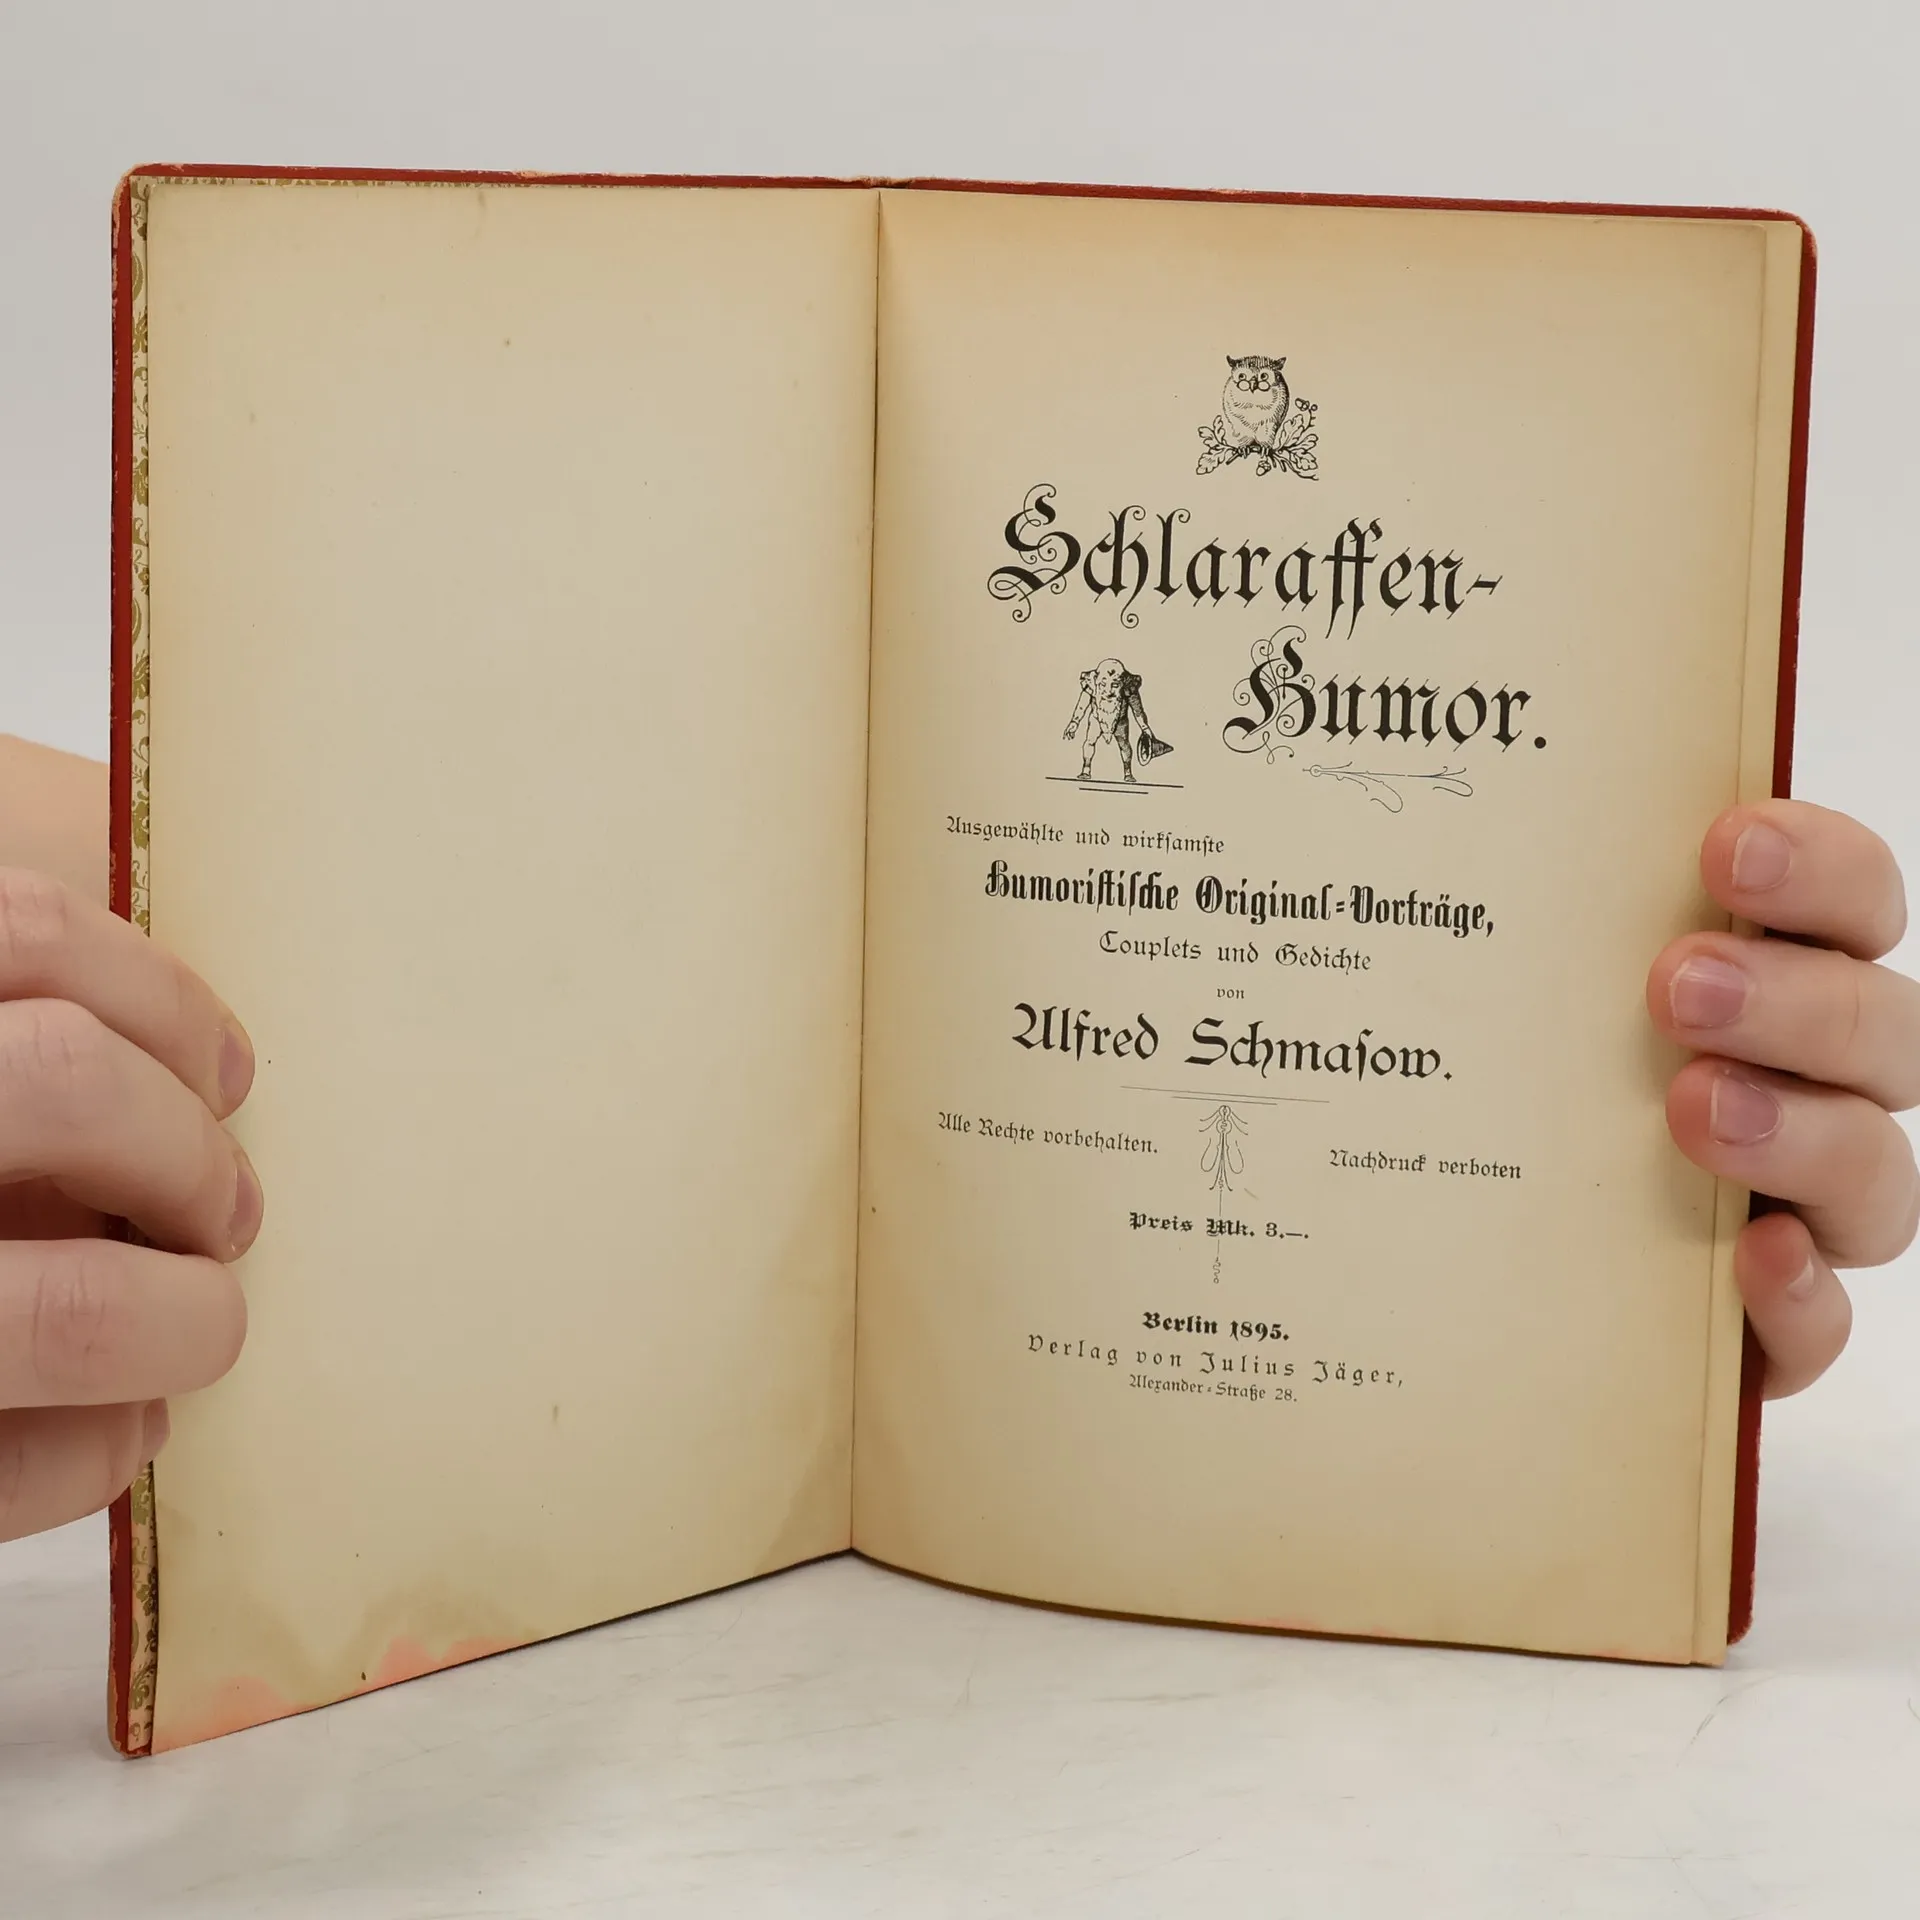 Schlaraffen-
Humor.
Ausgewählte und wirkſamſte
Humoriſtiſche Original-Vorträge,
Couplets und Gedichte
von
Alfred Schmaſow.
Alle Rechte vorbehalten.
Nachdruck verboten
Preis Mk. 3.—.
Berlin 1895.
Verlag von Julius Jäger,
Alexander-Straße 28.